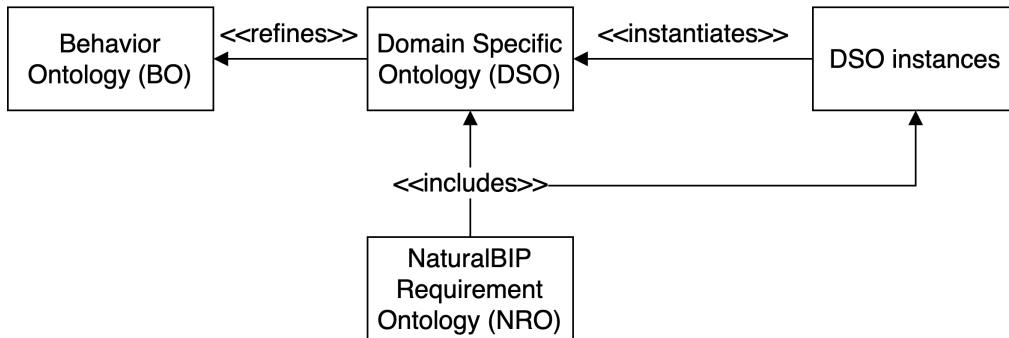 Behavior
Ontology (BO)
<<refines>>
Domain Specific
Ontology (DSO)
<<instantiates>>
DSO instances
<<includes>>
NaturalBIP
Requirement
Ontology (NRO)